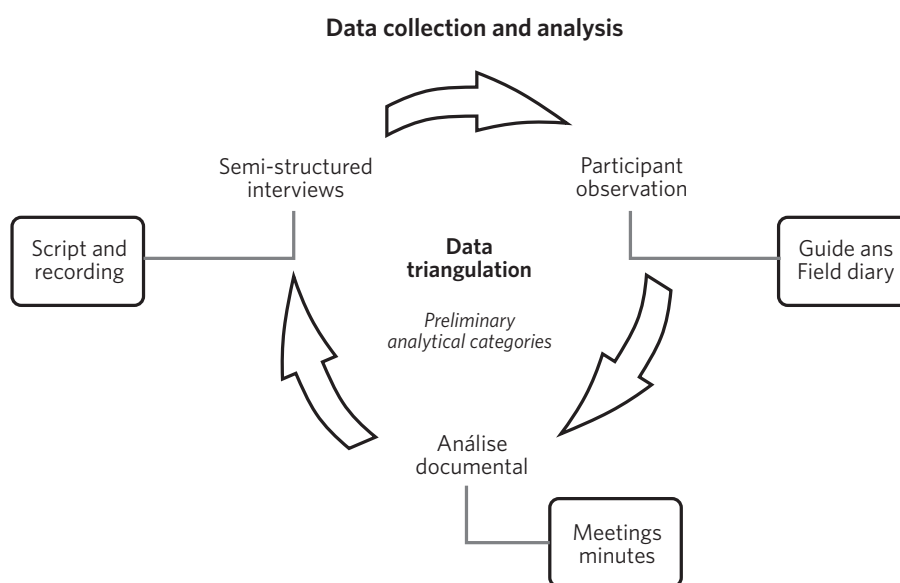 Data collection and analysis
Semi-structured
interviews
Participant
observation
Script and
recording
Data
triangulation
Guide ans
Field diary
Preliminary
analytical categories
Análise
documental
Meetings
minutes